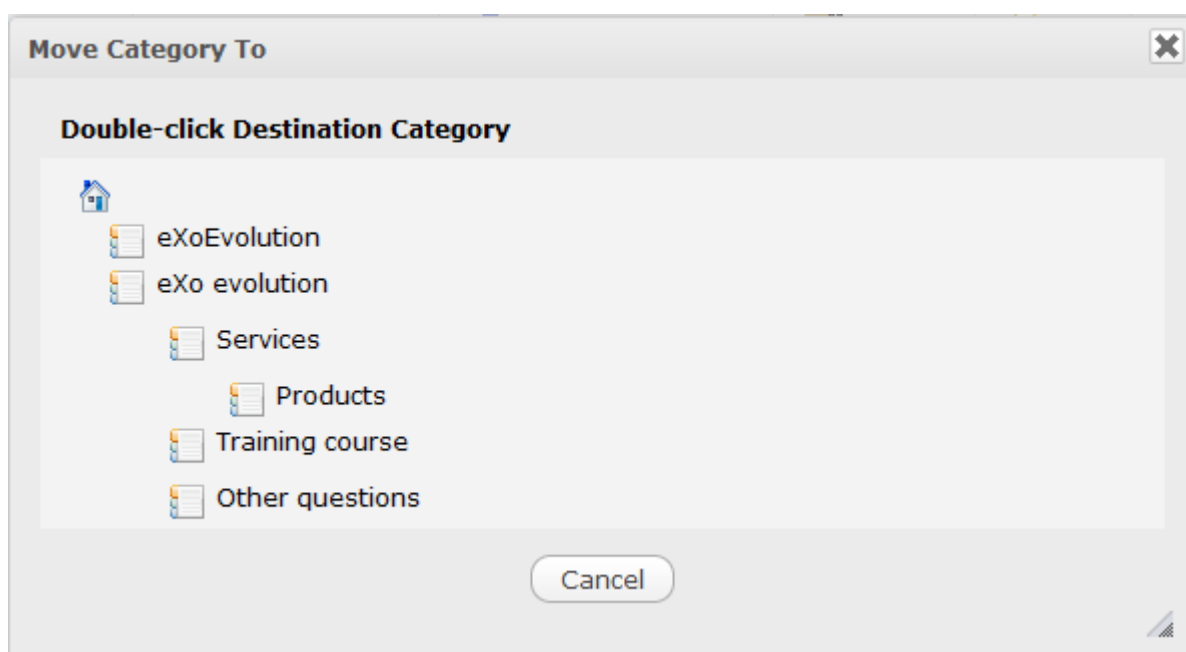 Move Category To
Double-click Destination Category
eXoEvolution
eXo evolution
Services
Products
Training course
Other questions
Cancel